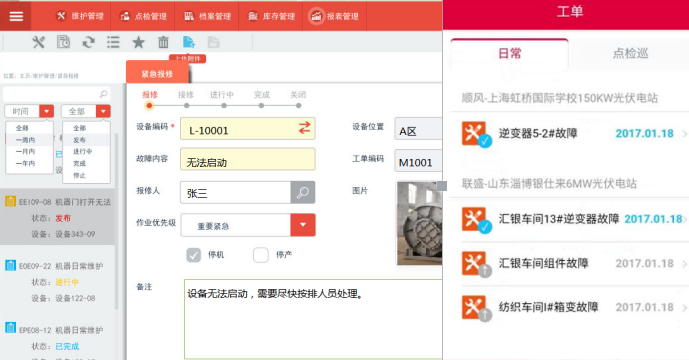 维护管理
点检管理
档案管理
库存管理
报表管理
上传附件
位置：主页-维护管理-紧急报修
时间
全部
全部
一周内
一月内
一年内
全部
发布
进行中
完成
停止
EE109-08 机器门打开无法
状态：发布
设备：设备343-09
E0E09-22 机器日常维护
状态：进行中
设备：设备122-08
EPE08-12 机器日常维护
状态：已完成
紧急报修
报修
接修
进行中
完成
关闭
设备编码 *
L-10001
设备位置
A区
故障内容
无法启动
工单编码
M1001
报修人
张三
图片
作业优先级
重要紧急
停机
停产
备注
设备无法启动，需要尽快按排人员处理。
工单
日常
点检巡
顺风-上海虹桥国际学校150KW光伏电站
逆变器5-2#故障
2017.01.18
联盛-山东淄博银仕来6MW光伏电站
汇银车间13#逆变器故障
2017.01.18
汇银车间组件故障
2017.01.18
纺织车间I#箱变故障
2017.01.18